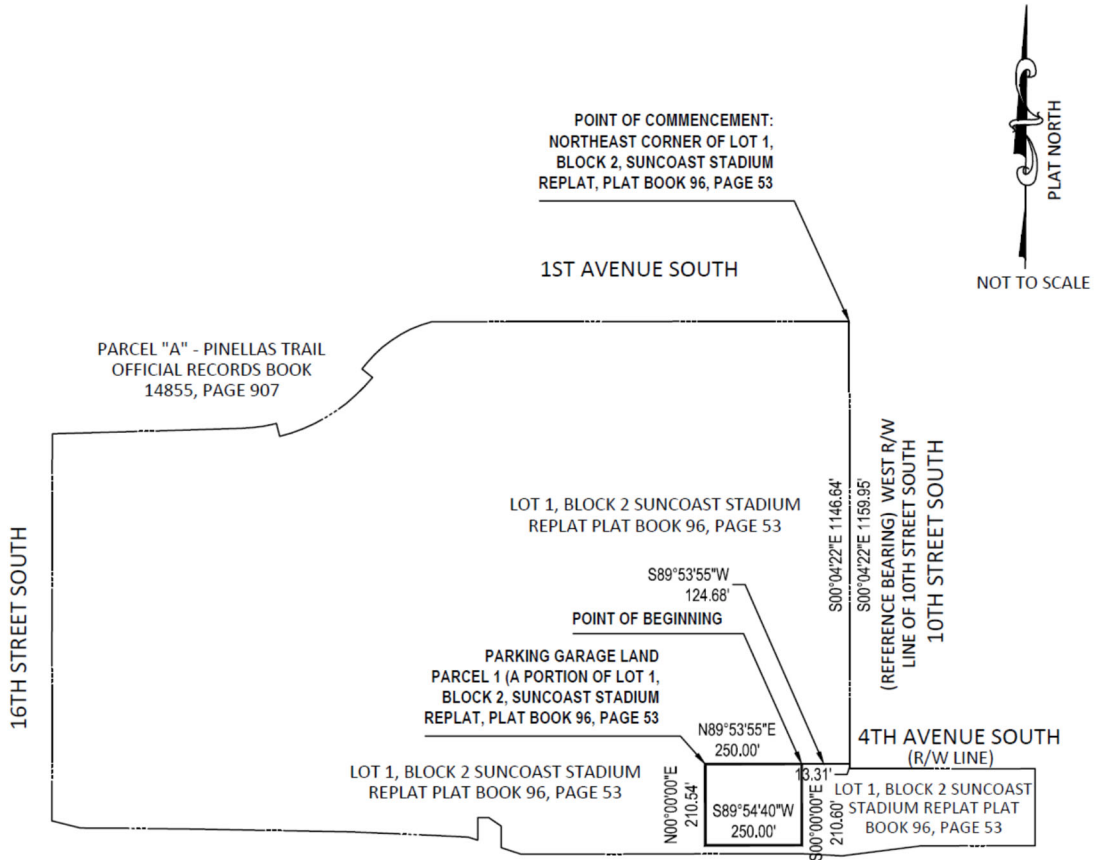 POINT OF COMMENCEMENT:
NORTHEAST CORNER OF LOT 1,
BLOCK 2, SUNCOAST STADIUM
REPLAT, PLAT BOOK 96, PAGE 53
PLAT NORTH
NOT TO SCALE
1ST AVENUE SOUTH
PARCEL "A" - PINELLAS TRAIL
OFFICIAL RECORDS BOOK
14855, PAGE 907
16TH STREET SOUTH
LOT 1, BLOCK 2 SUNCOAST STADIUM
REPLAT PLAT BOOK 96, PAGE 53
S00°04'22"E 1146.64'
S00°04'22"E 1159.95'
(REFERENCE BEARING) WEST R/W
LINE OF 10TH STREET SOUTH
10TH STREET SOUTH
S89°53'55"W
124.68'
POINT OF BEGINNING
PARKING GARAGE LAND
PARCEL 1 (A PORTION OF LOT 1,
BLOCK 2, SUNCOAST STADIUM
REPLAT, PLAT BOOK 96, PAGE 53
N89°53'55"E
250.00'
4TH AVENUE SOUTH
(R/W LINE)
13.31'
LOT 1, BLOCK 2 SUNCOAST STADIUM
REPLAT PLAT BOOK 96, PAGE 53
N00°00'00"E
210.54'
S89°54'40"W
250.00'
S00°00'00"E
210.60'
LOT 1, BLOCK 2 SUNCOAST
STADIUM REPLAT PLAT
BOOK 96, PAGE 53